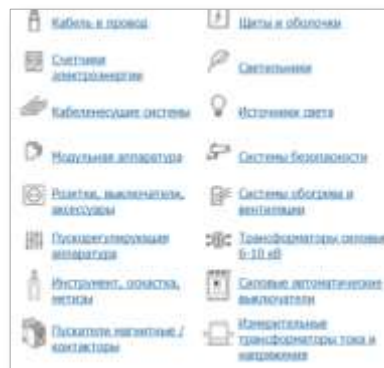 Кабель и провод
Щиты и оболочки
Счетчики
электроэнергии
Светильники
Кабеленесущие системы
Источники света
Модульная аппаратура
Системы безопасности
Розетки, выключатели,
аксессуары
Системы обогрева и
вентиляции
Пускорегулирующая
аппаратура
Трансформаторы силовые
6-10 кВ
Инструмент, оснастка,
метизы
Силовые автоматические
выключатели
Пускатели магнитные /
контакторы
Измерительные
трансформаторы тока и
напряжения